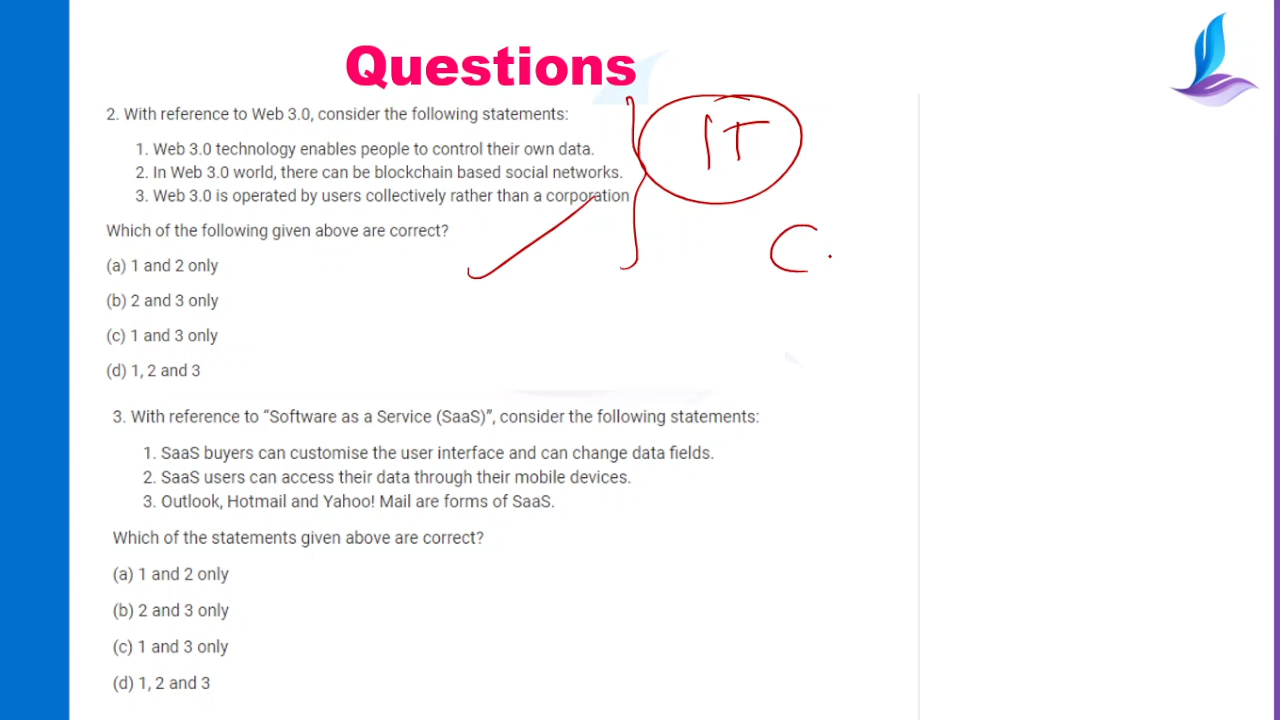 Questions
2. With reference to Web 3.0, consider the following statements:
1. Web 3.0 technology enables people to control their own data.
2. In Web 3.0 world, there can be blockchain based social networks.
3. Web 3.0 is operated by users collectively rather than a corporation
IT
Which of the following given above are correct?
C.
(a) 1 and 2 only
(b) 2 and 3 only
(c) 1 and 3 only
(d) 1, 2 and 3
3. With reference to “Software as a Service (SaaS)”, consider the following statements:
1. SaaS buyers can customise the user interface and can change data fields.
2. SaaS users can access their data through their mobile devices.
3. Outlook, Hotmail and Yahoo! Mail are forms of SaaS.
Which of the statements given above are correct?
(a) 1 and 2 only
(b) 2 and 3 only
(c) 1 and 3 only
(d) 1, 2 and 3